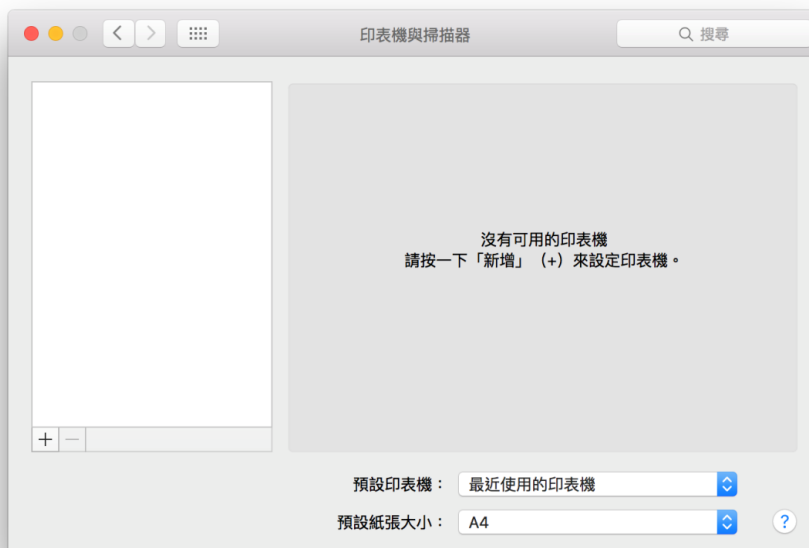 印表機與掃描器
搜尋
沒有可用的印表機
請按一下「新增」（+）來設定印表機。
+ −
預設印表機： 最近使用的印表機
預設紙張大小： A4
?